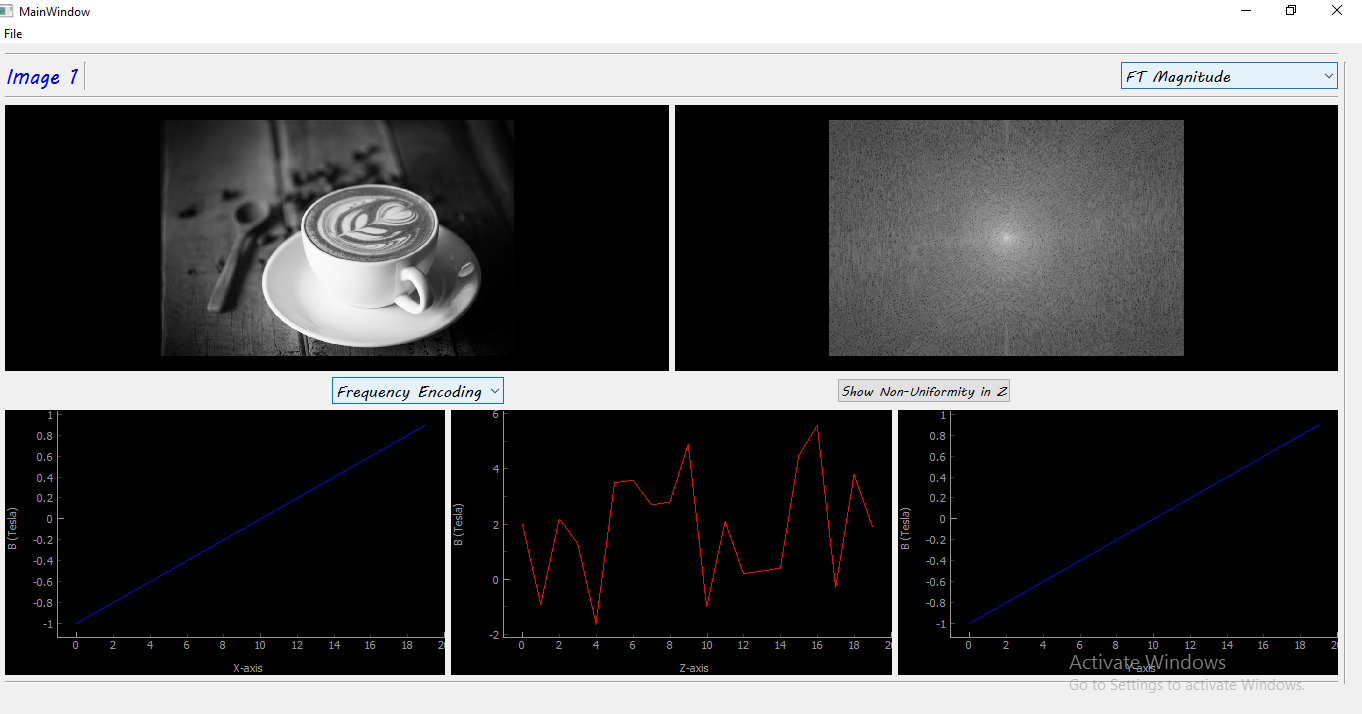 MainWindow
File
Image 1
FT Magnitude
Frequency Encoding
Show Non-Uniformity in Z
1
0.8
0.6
0.4
0.2
0
-0.2
-0.4
-0.6
-0.8
-1
B (Tesla)
0 2 4 6 8 10 12 14 16 18
X-axis
6
4
2
0
-2
B (Tesla)
0 2 4 6 8 10 12 14 16 18
Z-axis
1
0.8
0.6
0.4
0.2
0
-0.2
-0.4
-0.6
-0.8
-1
B (Tesla)
0 2 4 6 8 10 12 14 16 18
Y-axis
Activate Windows
Go to Settings to activate Windows.